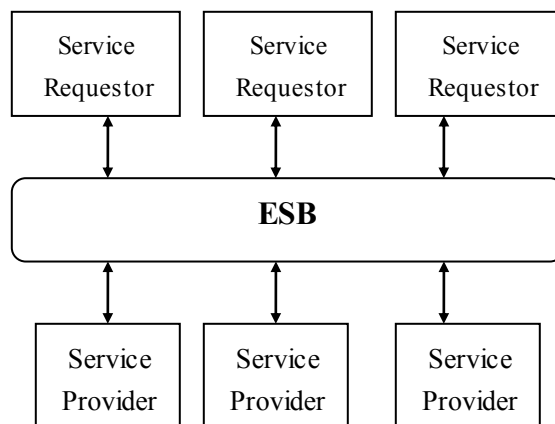 Service
Requestor
Service
Requestor
Service
Requestor
ESB
Service
Provider
Service
Provider
Service
Provider